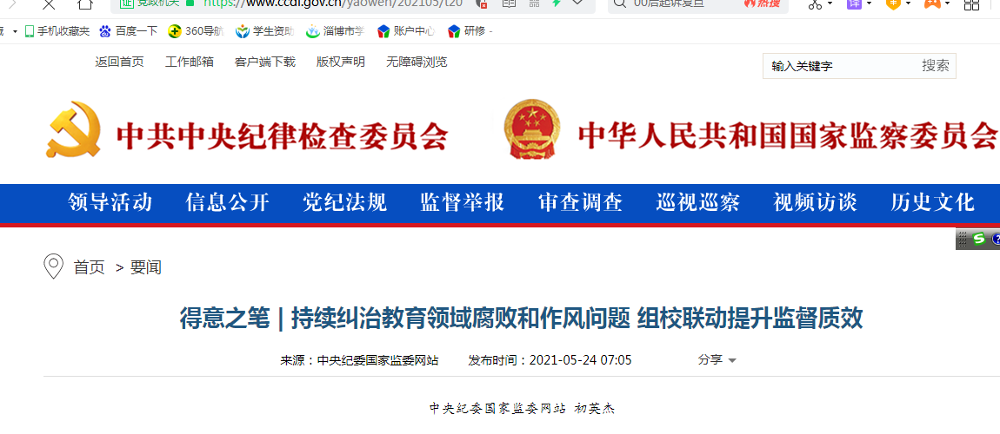 党政机关 https://www.ccdi.gov.cn/yaowen/202105/t20 00后起诉爱豆 热搜
手机收藏夹 百度一下 360导航 学生资助 淄博市学 账户中心 研修 -
返回首页 工作邮箱 客户端下载 版权声明 无障碍浏览 输入关键字 搜索
中共中央纪律检查委员会 中华人民共和国国家监察委员会
领导活动 信息公开 党纪法规 监督举报 审查调查 巡视巡察 视频访谈 历史文化
首页 > 要闻
得意之笔 | 持续纠治教育领域腐败和作风问题 组校联动提升监督质效
来源：中央纪委国家监委网站 发布时间：2021-05-24 07:05 分享
中央纪委国家监委网站 初英杰